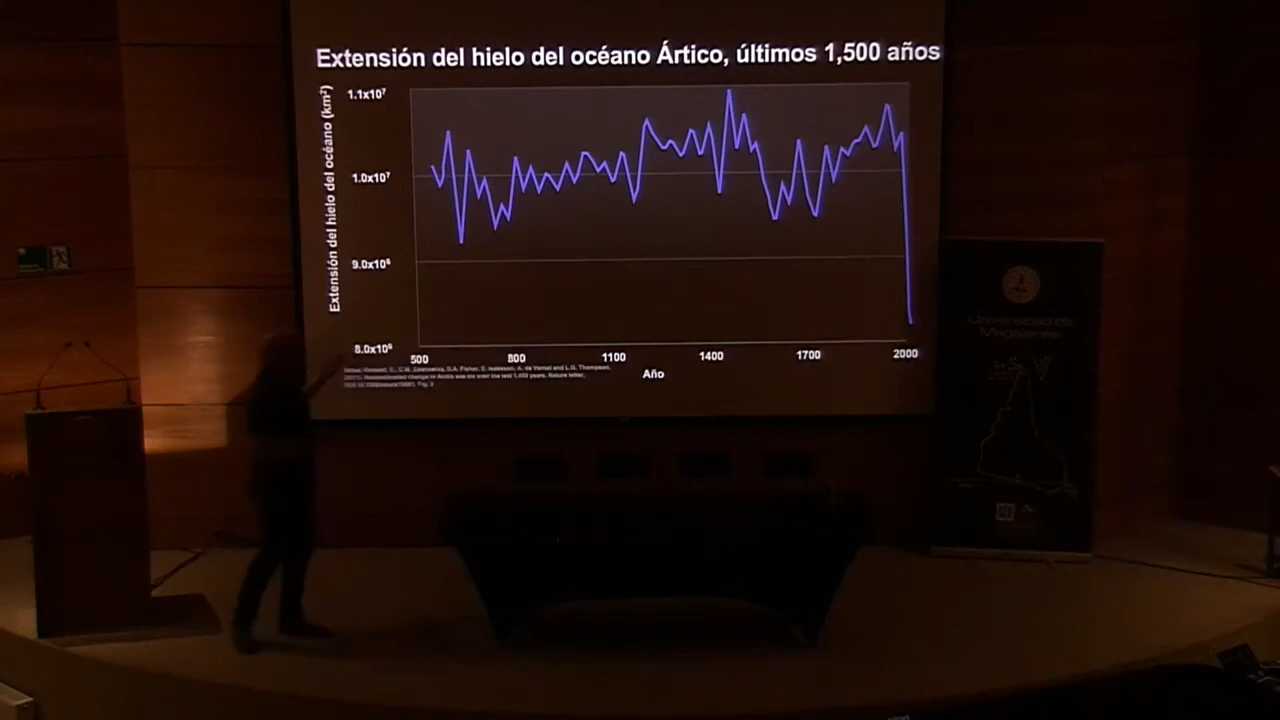 Extensión del hielo del océano Ártico, últimos 1,500 años
Extensión del hielo del océano (km²)
1.1x10⁷
1.0x10⁷
9.0x10⁶
8.0x10⁶
500 800 1100 1400 1700 2000
Año
Universidad de
Magallanes